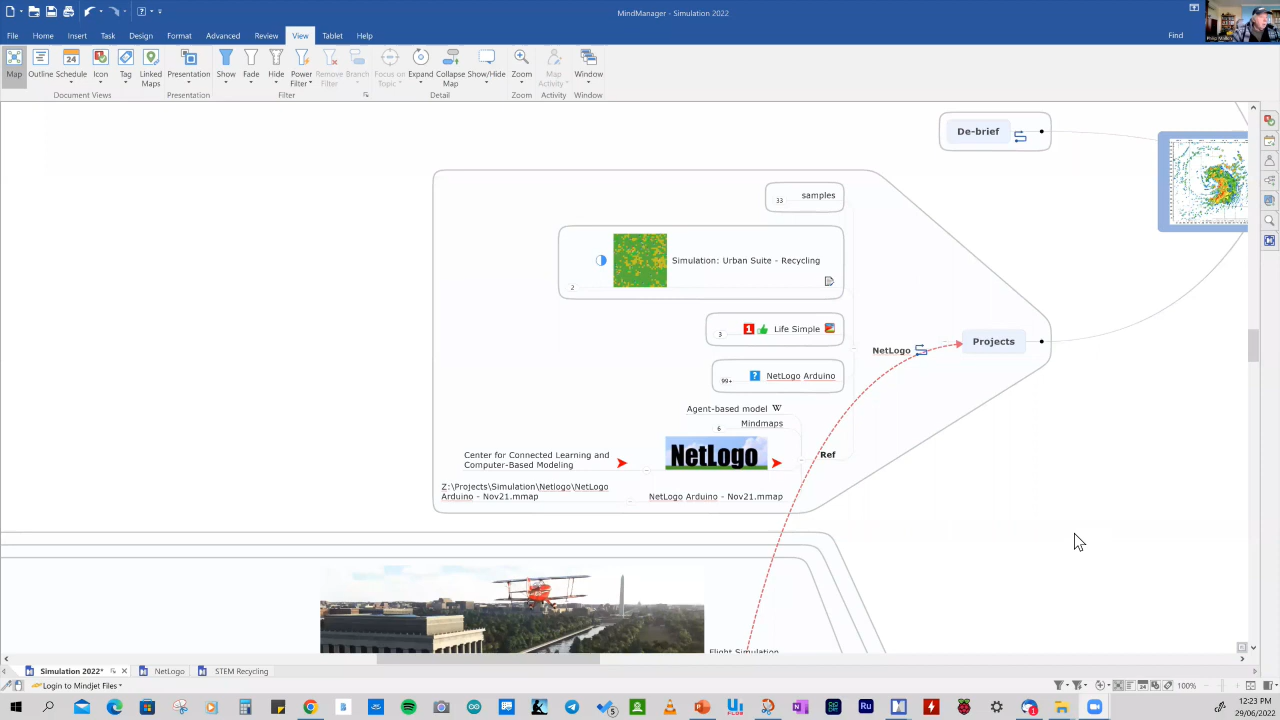 MindManager - Simulation 2022
File
Home
Insert
Task
Design
Format
Advanced
Review
View
Tablet
Help
Find
Map
Outline
Schedule
Icon
Tag
Linked
Maps
Presentation
Show
Fade
Hide
Power
Filter
Remove
Filter
Branch
Focus on
Topic
Expand
Collapse
Map
Show/Hide
Zoom
Map
Activity
Window
Document Views
Presentation
Filter
Detail
Zoom
Activity
Window
De-brief
samples
33
Simulation: Urban Suite - Recycling
2
1
Life Simple
3
?
NetLogo Arduino
99+
NetLogo
Projects
Agent-based model W
Mindmaps
6
NetLogo
Ref
Center for Connected Learning and
Computer-Based Modeling
Z:\Projects\Simulation\Netlogo\NetLogo
Arduino - Nov21.mmap
NetLogo Arduino - Nov21.mmap
Flight Simulation
Simulation 2022*
NetLogo
STEM Recycling
Login to Mindjet Files
100%
12:23 PM
29/06/2022